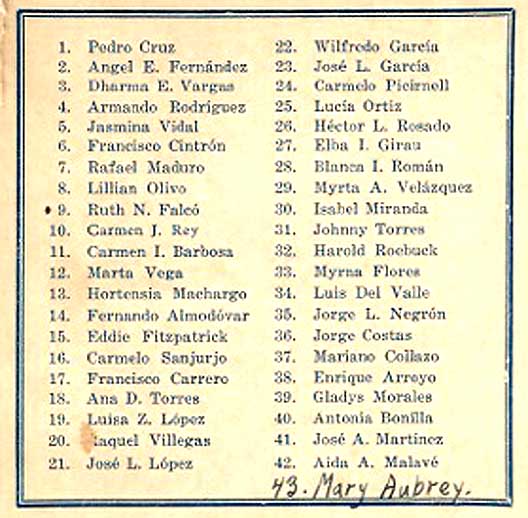 1. Pedro Cruz
2. Angel E. Fernández
3. Dharma E. Vargas
4. Armando Rodríguez
5. Jasmina Vidal
6. Francisco Cintrón
7. Rafael Maduro
8. Lillian Olivo
9. Ruth N. Falcó
10. Carmen J. Rey
11. Carmen I. Barbosa
12. Marta Vega
13. Hortensia Machargo
14. Fernando Almodóvar
15. Eddie Fitzpatrick
16. Carmelo Sanjurjo
17. Francisco Carrero
18. Ana D. Torres
19. Luisa Z. López
20. Raquel Villegas
21. José L. López
22. Wilfredo García
23. José L. García
24. Carmelo Picirnell
25. Lucía Ortiz
26. Héctor L. Rosado
27. Elba I. Girau
28. Blanca I. Román
29. Myrta A. Velázquez
30. Isabel Miranda
31. Johnny Torres
32. Harold Roebuck
33. Myrna Flores
34. Luis Del Valle
35. Jorge L. Negrón
36. Jorge Costas
37. Mariano Collazo
38. Enrique Arroyo
39. Gladys Morales
40. Antonia Bonilla
41. José A. Martínez
42. Aida A. Malavé
43. Mary Aubrey.